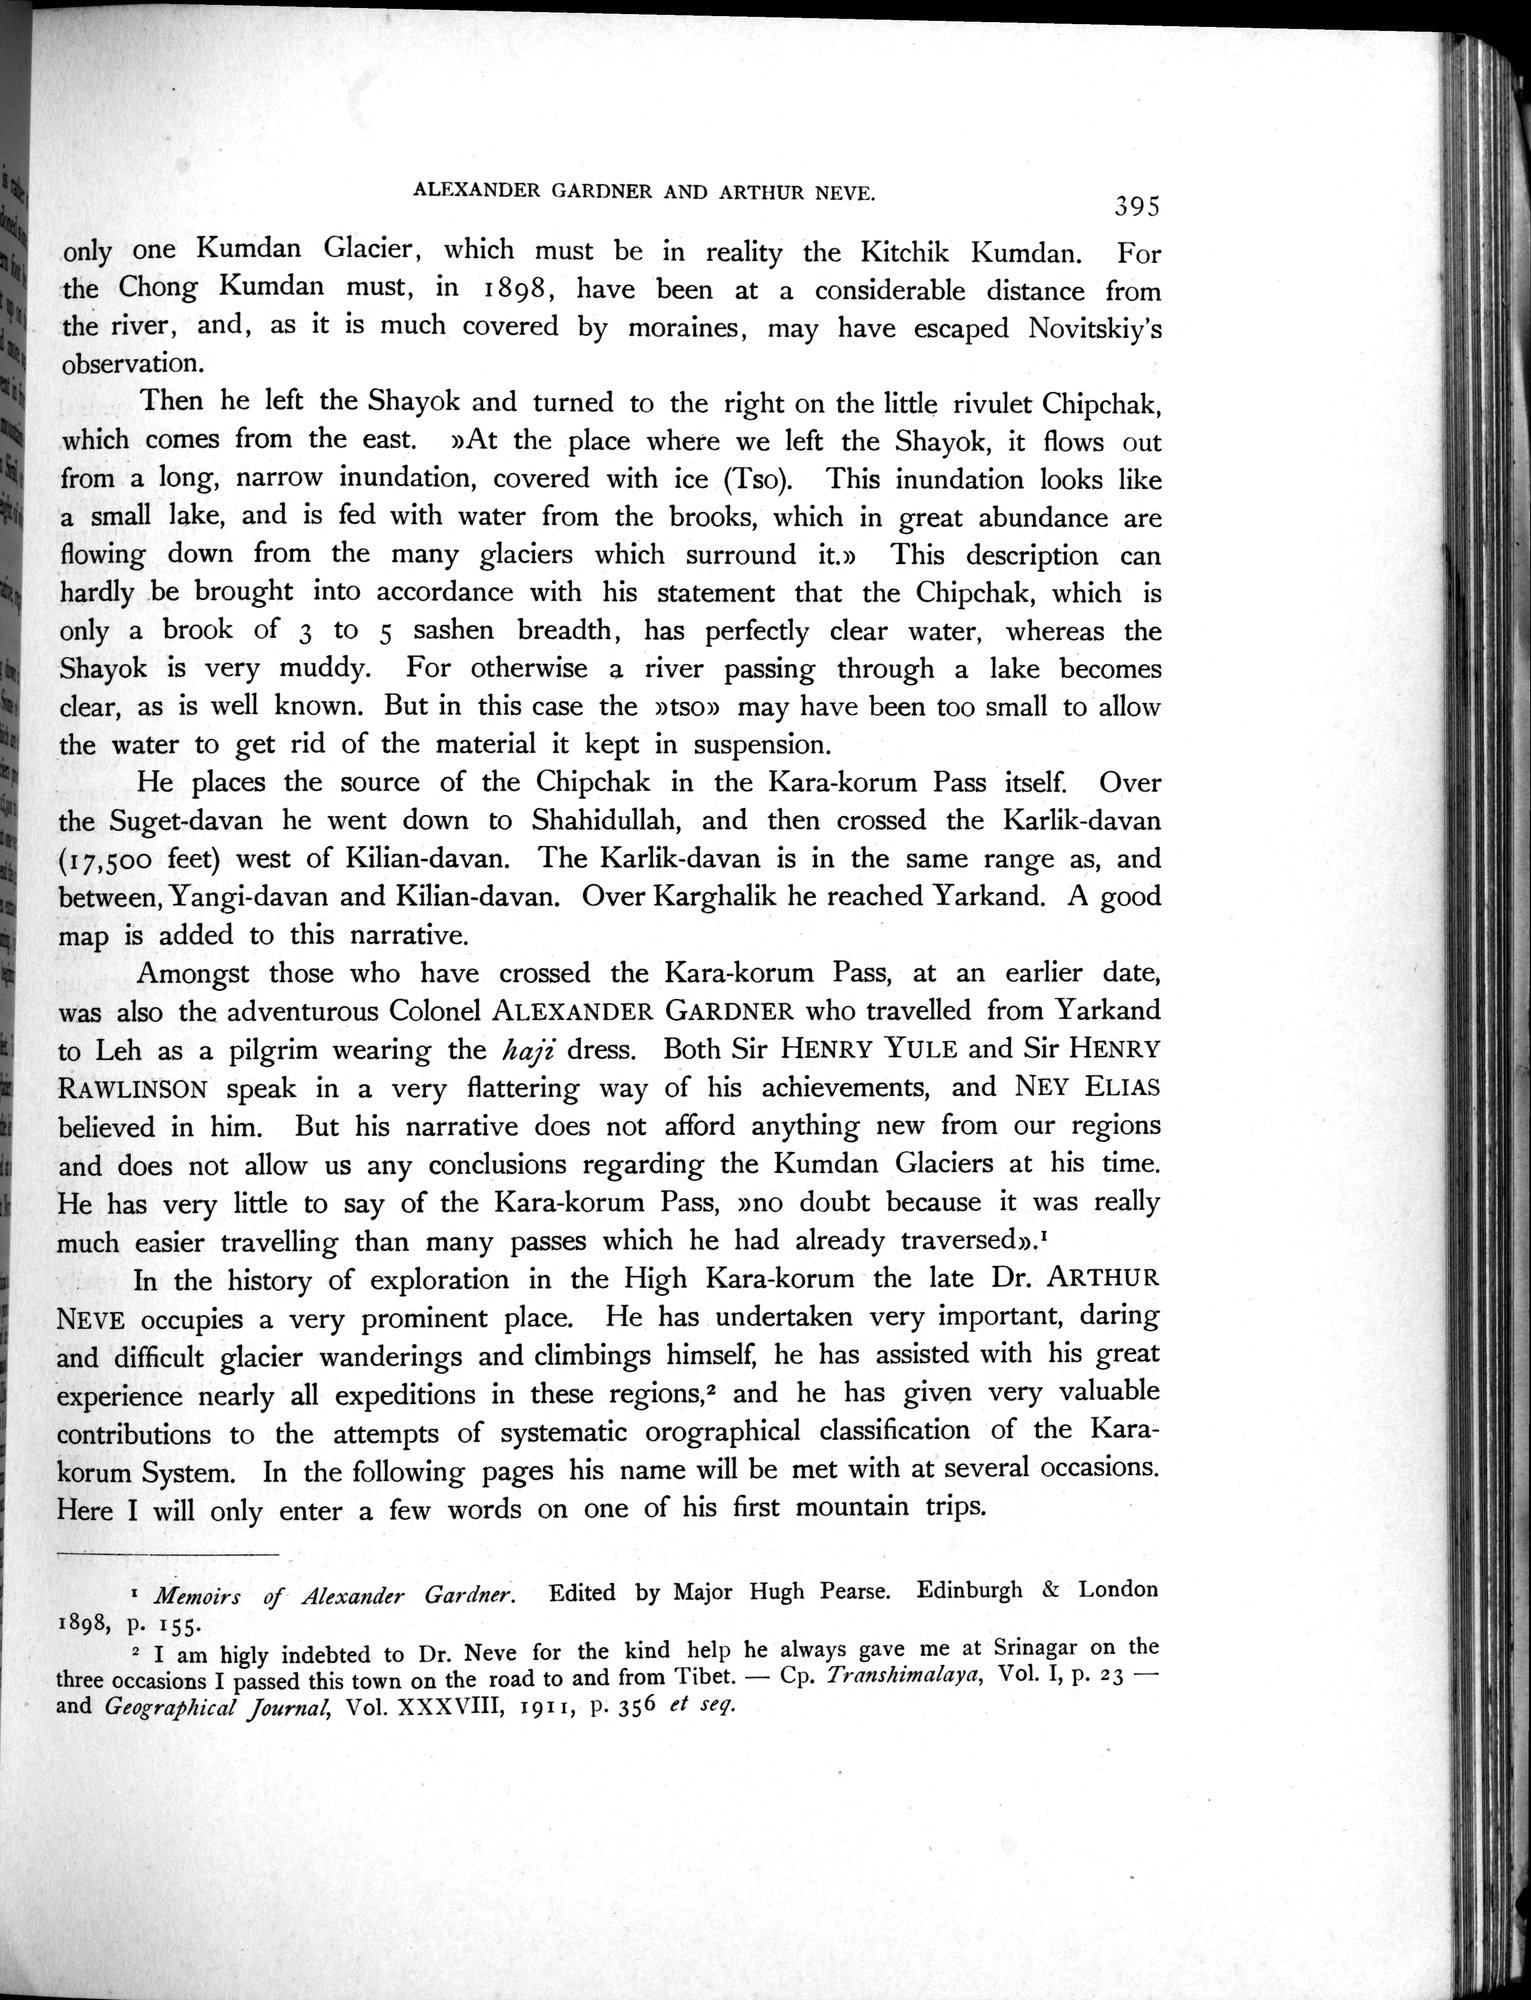 ALEXANDER GARDNER AND ARTHUR NEVE.
395
only one Kumdan Glacier, which must be in reality the Kitchik Kumdan. For
the Chong Kumdan must, in 1898, have been at a considerable distance from
the river, and, as it is much covered by moraines, may have escaped Novitskiy's
observation.
Then he left the Shayok and turned to the right on the little rivulet Chipchak,
which comes from the east. »At the place where we left the Shayok, it flows out
from a long, narrow inundation, covered with ice (Tso). This inundation looks like
a small lake, and is fed with water from the brooks, which in great abundance are
flowing down from the many glaciers which surround it.» This description can
hardly be brought into accordance with his statement that the Chipchak, which is
only a brook of 3 to 5 sashen breadth, has perfectly clear water, whereas the
Shayok is very muddy. For otherwise a river passing through a lake becomes
clear, as is well known. But in this case the »tso» may have been too small to allow
the water to get rid of the material it kept in suspension.
He places the source of the Chipchak in the Kara-korum Pass itself. Over
the Suget-davan he went down to Shahidullah, and then crossed the Karlik-davan
(17,500 feet) west of Kilian-davan. The Karlik-davan is in the same range as, and
between, Yangi-davan and Kilian-davan. Over Karghalik he reached Yarkand. A good
map is added to this narrative.
Amongst those who have crossed the Kara-korum Pass, at an earlier date,
was also the adventurous Colonel ALEXANDER GARDNER who travelled from Yarkand
to Leh as a pilgrim wearing the haji dress. Both Sir HENRY YULE and Sir HENRY
RAWLINSON speak in a very flattering way of his achievements, and NEY ELIAS
believed in him. But his narrative does not afford anything new from our regions
and does not allow us any conclusions regarding the Kumdan Glaciers at his time.
He has very little to say of the Kara-korum Pass, »no doubt because it was really
much easier travelling than many passes which he had already traversed».¹
In the history of exploration in the High Kara-korum the late Dr. ARTHUR
NEVE occupies a very prominent place. He has undertaken very important, daring
and difficult glacier wanderings and climbings himself, he has assisted with his great
experience nearly all expeditions in these regions,² and he has given very valuable
contributions to the attempts of systematic orographical classification of the Kara-
korum System. In the following pages his name will be met with at several occasions.
Here I will only enter a few words on one of his first mountain trips.
¹ Memoirs of Alexander Gardner. Edited by Major Hugh Pearse. Edinburgh & London
1898, p. 155.
² I am higly indebted to Dr. Neve for the kind help he always gave me at Srinagar on the
three occasions I passed this town on the road to and from Tibet. — Cp. Transhimalaya, Vol. I, p. 23 —
and Geographical Journal, Vol. XXXVIII, 1911, p. 356 et seq.